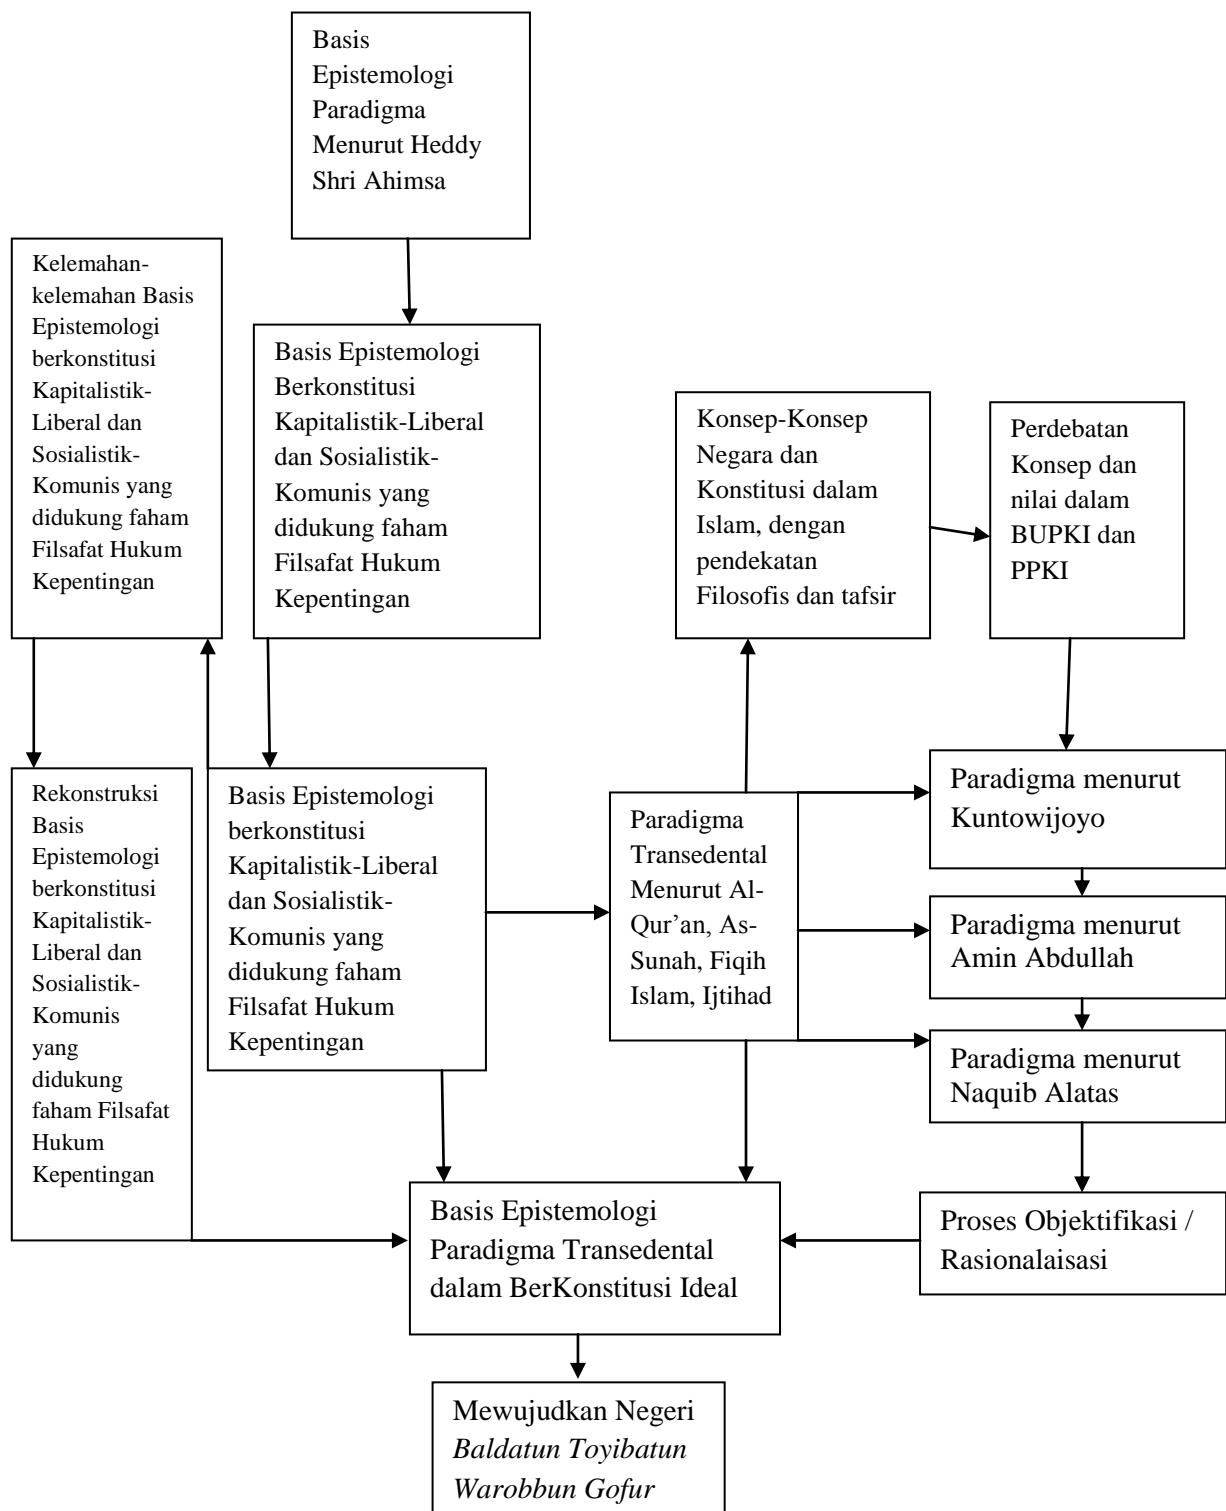 Basis
Epistemologi
Paradigma
Menurut Heddy
Shri Ahimsa
Kelemahan-
kelemahan Basis
Epistemologi
berkonstitusi
Kapitalistik-
Liberal dan
Sosialistik-
Komunis yang
didukung faham
Filsafat Hukum
Kepentingan
Basis Epistemologi
Berkonstitusi
Kapitalistik-Liberal
dan Sosialistik-
Komunis yang
didukung faham
Filsafat Hukum
Kepentingan
Konsep-Konsep
Negara dan
Konstitusi dalam
Islam, dengan
pendekatan
Filosofis dan tafsir
Perdebatan
Konsep dan
nilai dalam
BUPKI dan
PPKI
Rekonstruksi
Basis
Epistemologi
berkonstitusi
Kapitalistik-
Liberal dan
Sosialistik-
Komunis
yang
didukung
faham Filsafat
Hukum
Kepentingan
Basis Epistemologi
berkonstitusi
Kapitalistik-Liberal
dan Sosialistik-
Komunis yang
didukung faham
Filsafat Hukum
Kepentingan
Paradigma
Transedental
Menurut Al-
Qur’an, As-
Sunah, Fiqih
Islam, Ijtihad
Paradigma menurut
Kuntowijoyo
Paradigma menurut
Amin Abdullah
Paradigma menurut
Naquib Alatas
Basis Epistemologi
Paradigma Transedental
dalam BerKonstitusi Ideal
Proses Objektifikasi /
Rasionalaisasi
Mewujudkan Negeri
Baldatun Toyibatun
Warobbun Gofur